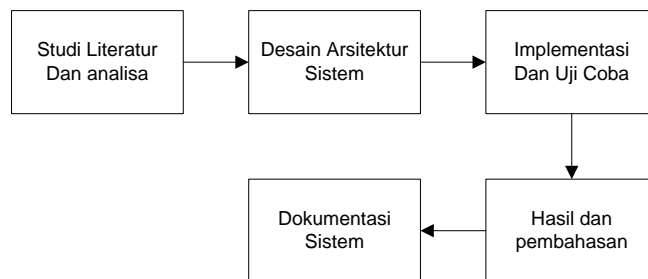 Studi Literatur
Dan analisa
Desain Arsitektur
Sistem
Implementasi
Dan Uji Coba
Hasil dan
pembahasan
Dokumentasi
Sistem